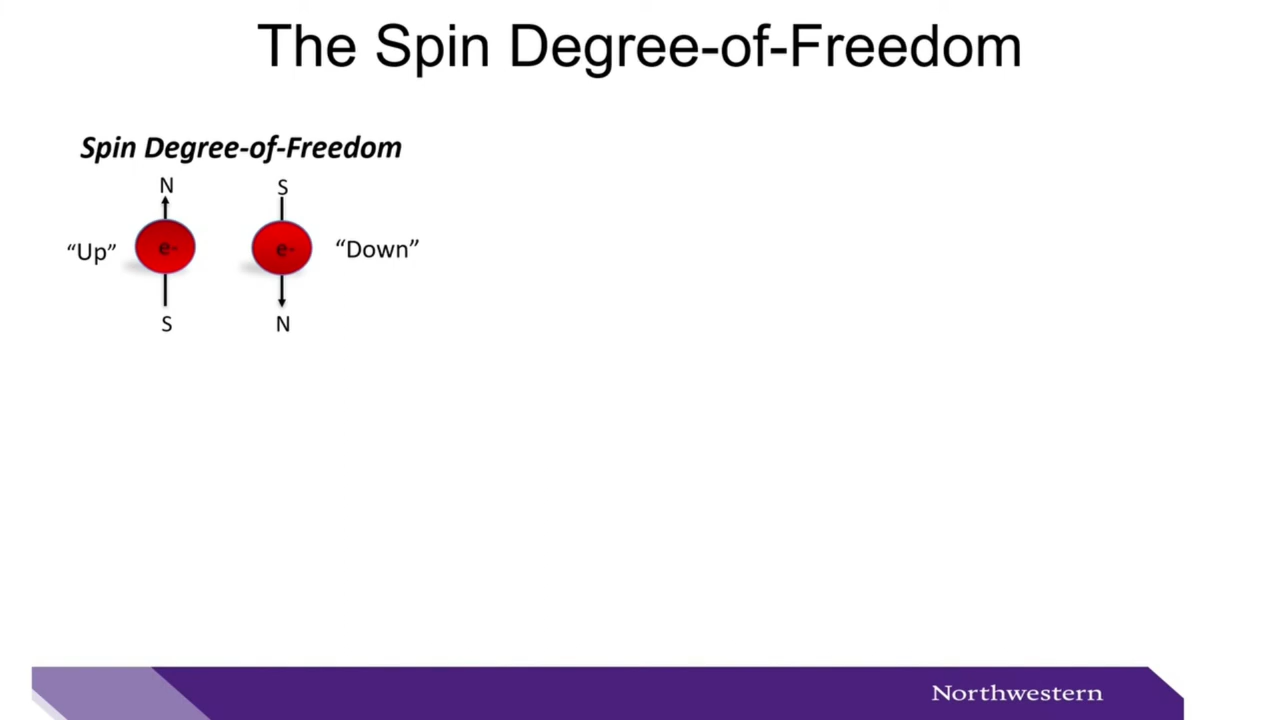 The Spin Degree-of-Freedom
Spin Degree-of-Freedom
N S
“Up” e- e- “Down”
S N
Northwestern